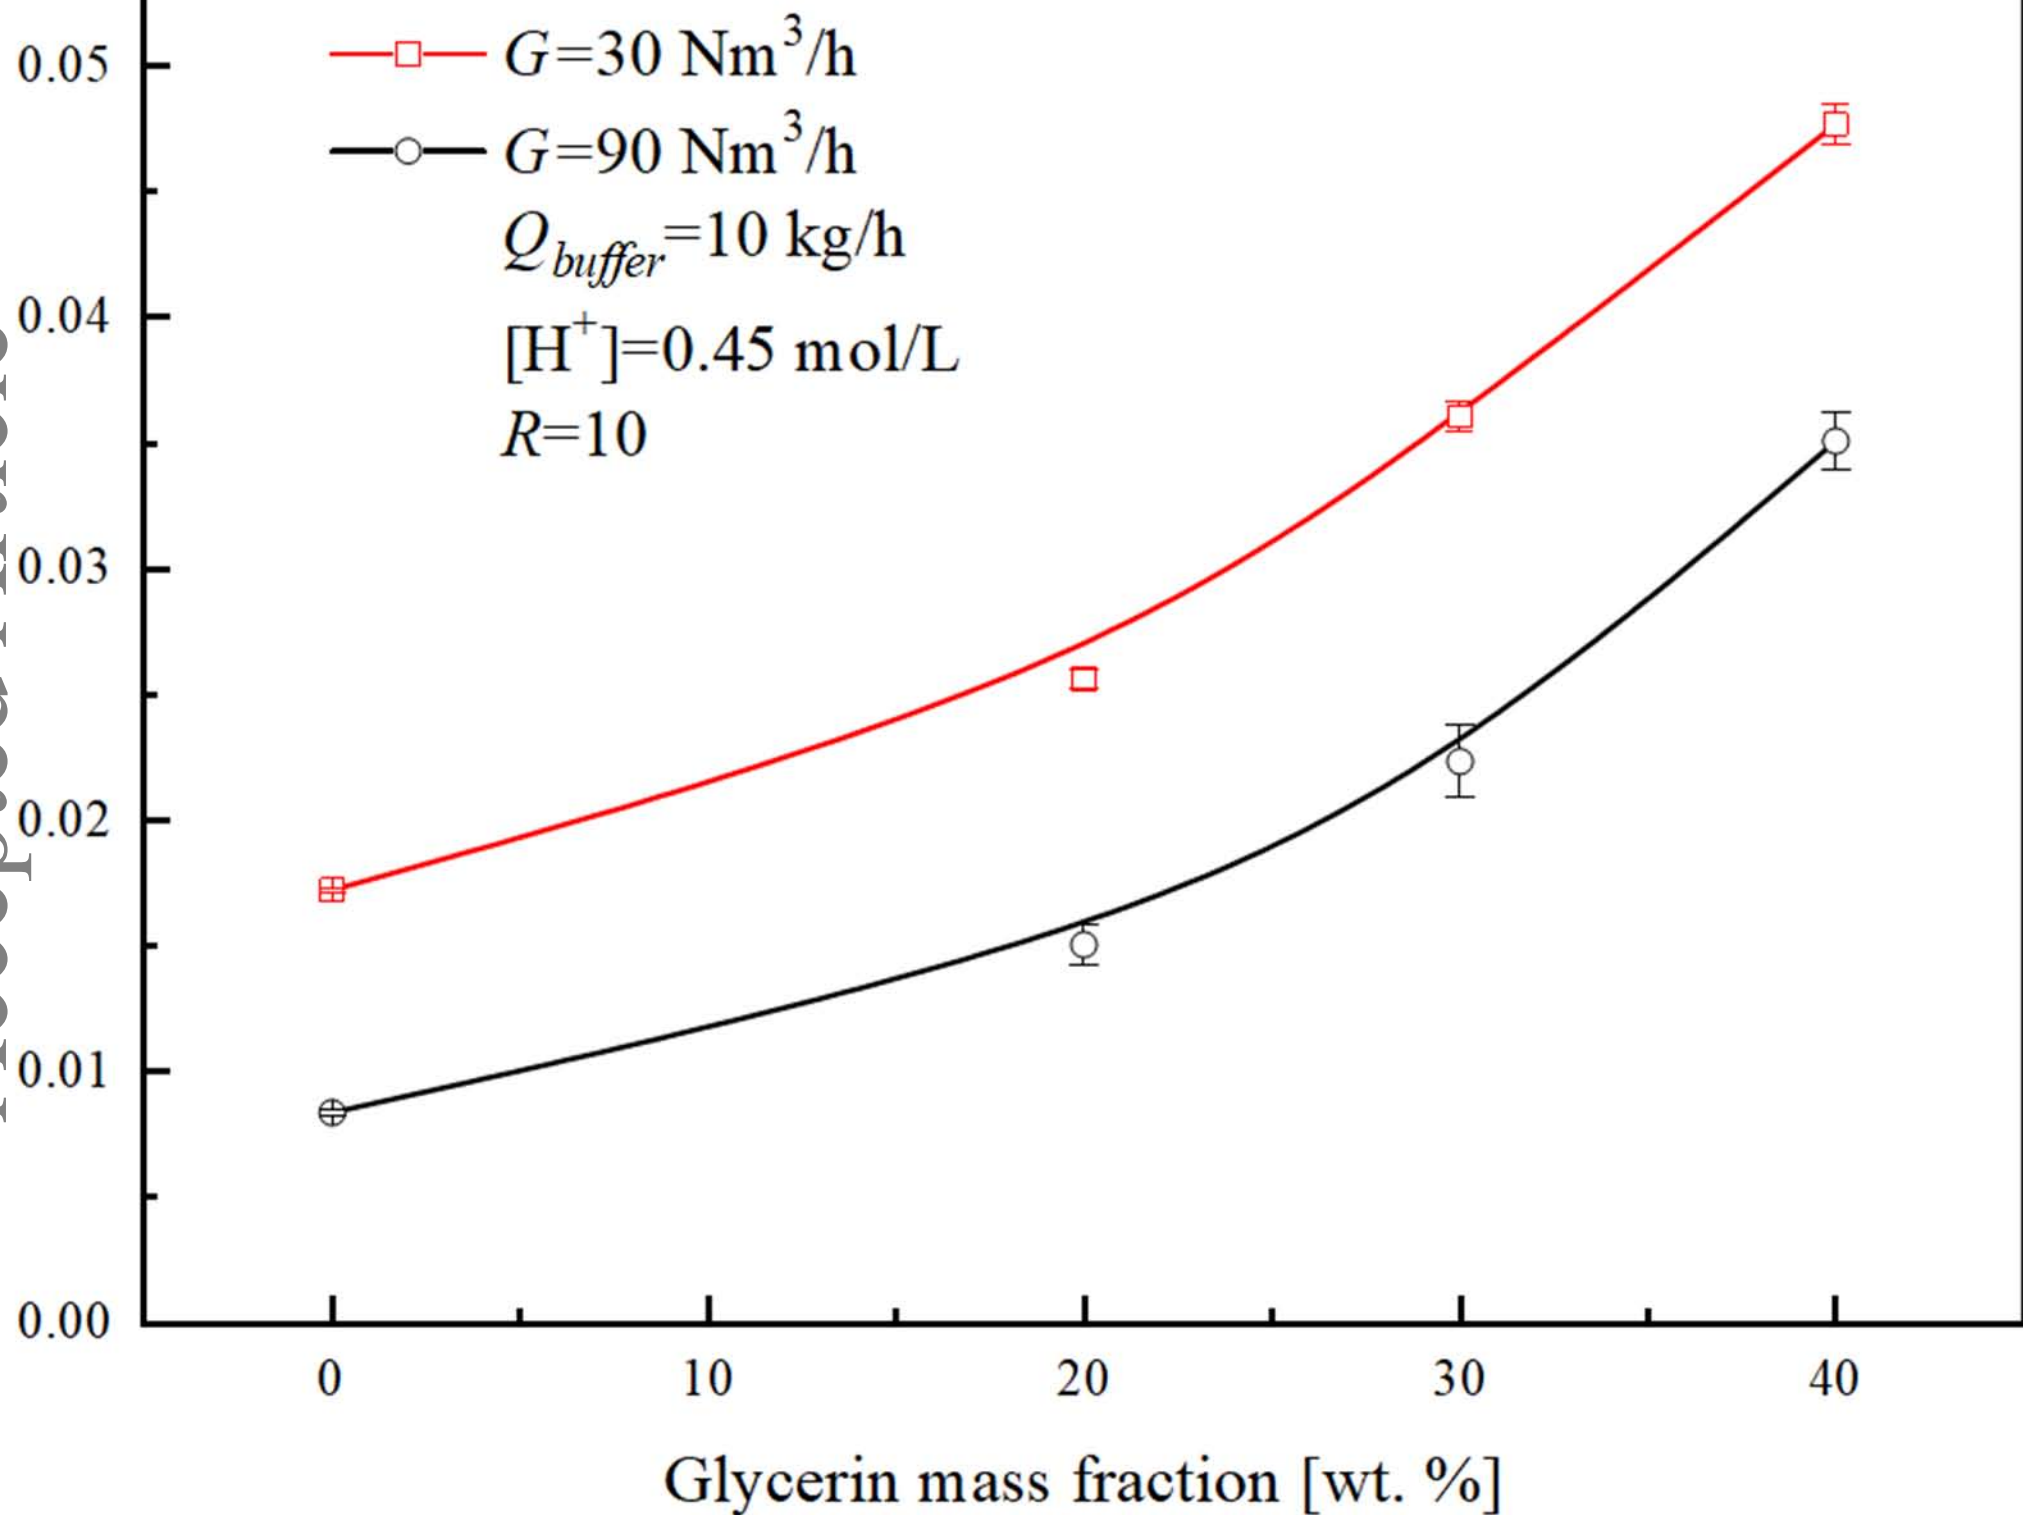 0.05
0.04
0.03
0.02
0.01
0.00
G=30 Nm³/h
G=90 Nm³/h
Q_buffer=10 kg/h
[H⁺]=0.45 mol/L
R=10
0 10 20 30 40
Glycerin mass fraction [wt. %]